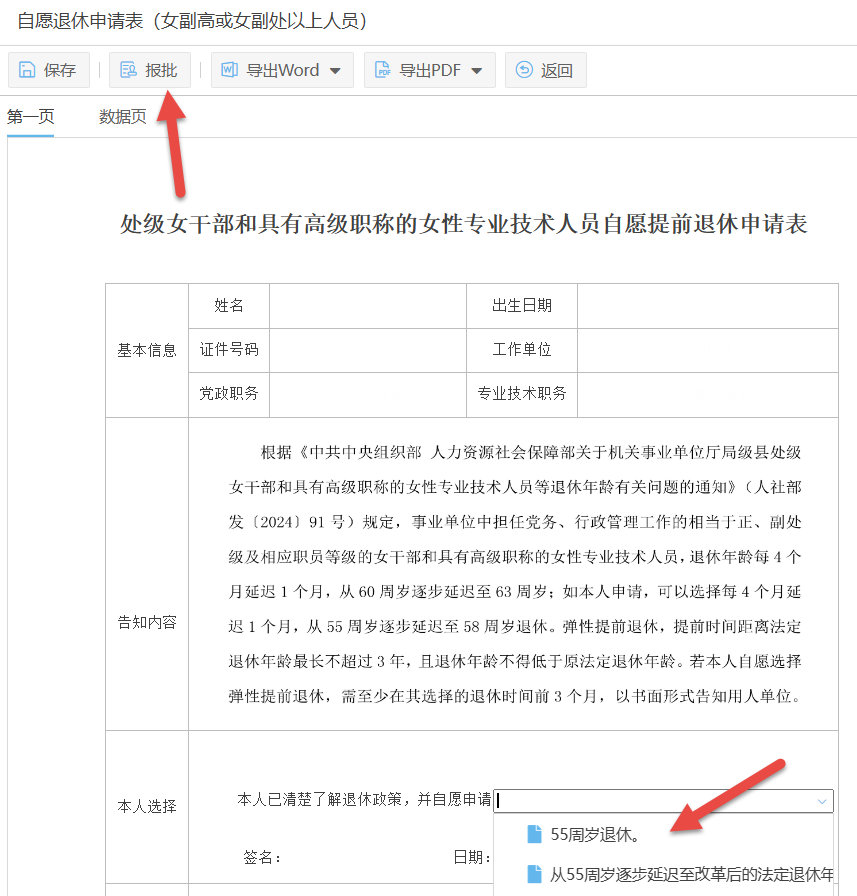 自愿退休申请表（女副高或女副处以上人员）
保存 报批 导出Word 导出PDF 返回
第一页 数据页
处级女干部和具有高级职称的女性专业技术人员自愿提前退休申请表
基本信息
姓名 出生日期
证件号码 工作单位
党政职务 专业技术职务
告知内容
根据《中共中央组织部 人力资源社会保障部关于机关事业单位厅局级县处级
女干部和具有高级职称的女性专业技术人员等退休年龄有关问题的通知》（人社部
发〔2024〕91号）规定，事业单位中担任党务、行政管理工作的相当于正、副处
级及相应职员等级的女干部和具有高级职称的女性专业技术人员，退休年龄每4个
月延迟1个月，从60周岁逐步延迟至63周岁；如本人申请，可以选择每4个月延
迟1个月，从55周岁逐步延迟至58周岁退休。弹性提前退休，提前时间距离法定
退休年龄最长不超过3年，且退休年龄不得低于原法定退休年龄。若本人自愿选择
弹性提前退休，需至少在其选择的退休时间前3个月，以书面形式告知用人单位。
本人选择
本人已清楚了解退休政策，并自愿申请
55周岁退休。
签名： 日期：
从55周岁逐步延迟至改革后的法定退休年